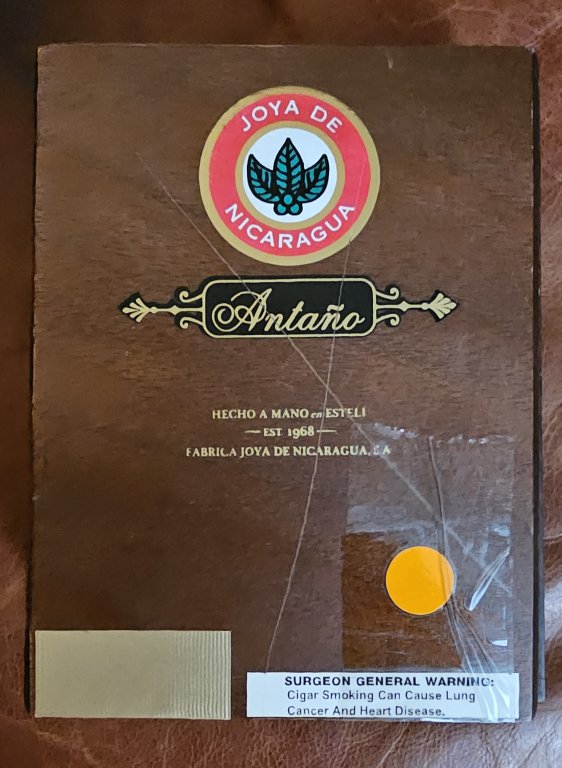 JOYA DE
NICARAGUA
Antaño
HECHO A MANO en ESTELI
EST. 1968
FABRICA JOYA DE NICARAGUA, SA
SURGEON GENERAL WARNING:
Cigar Smoking Can Cause Lung
Cancer And Heart Disease.